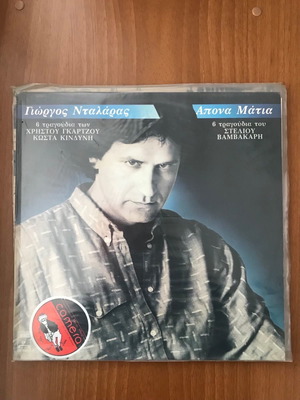 Γιώργος Νταλάρας
Απονα Μάτια
6 τραγούδια των
ΧΡΗΣΤΟΥ ΓΚΑΡΤΖΟΥ
ΚΩΣΤΑ ΚΙΝΔΥΝΗ
6 τραγούδια του
ΣΤΕΛΙΟΥ
ΒΑΜΒΑΚΑΡΗ